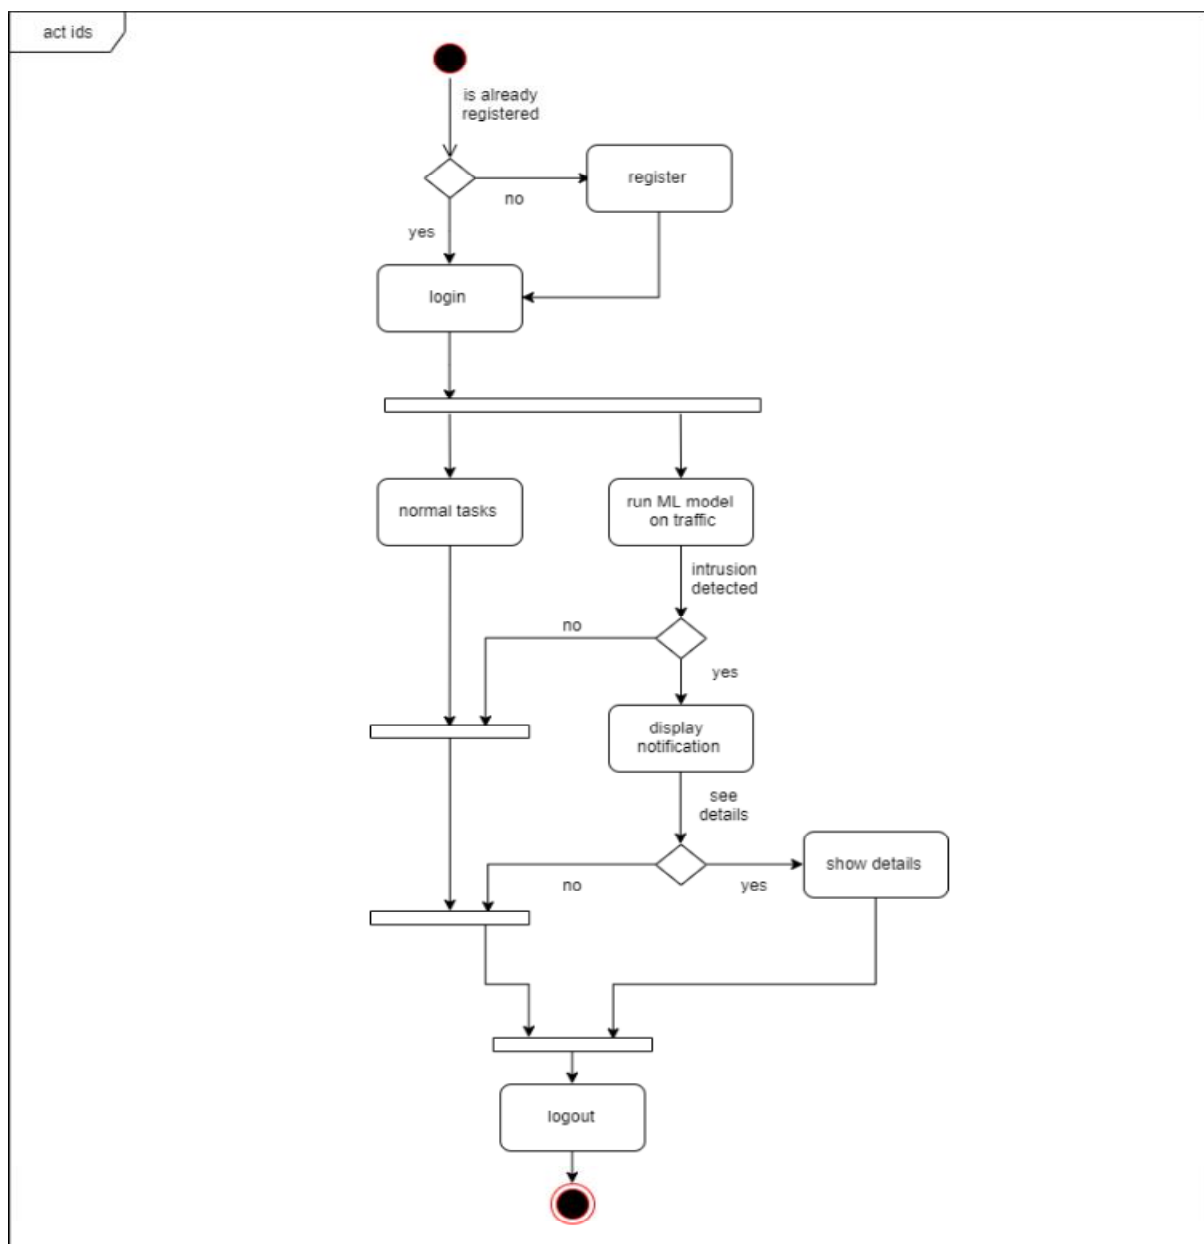 act ids
is already
registered
register
no
yes
login
normal tasks
run ML model
on traffic
intrusion
detected
no
yes
display
notification
see
details
show details
no
yes
logout